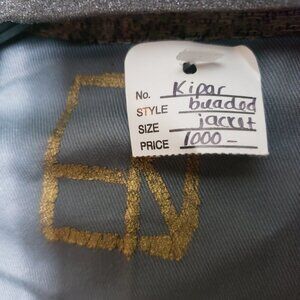 No. Kipar
STYLE beaded
SIZE jacket
PRICE 1000-